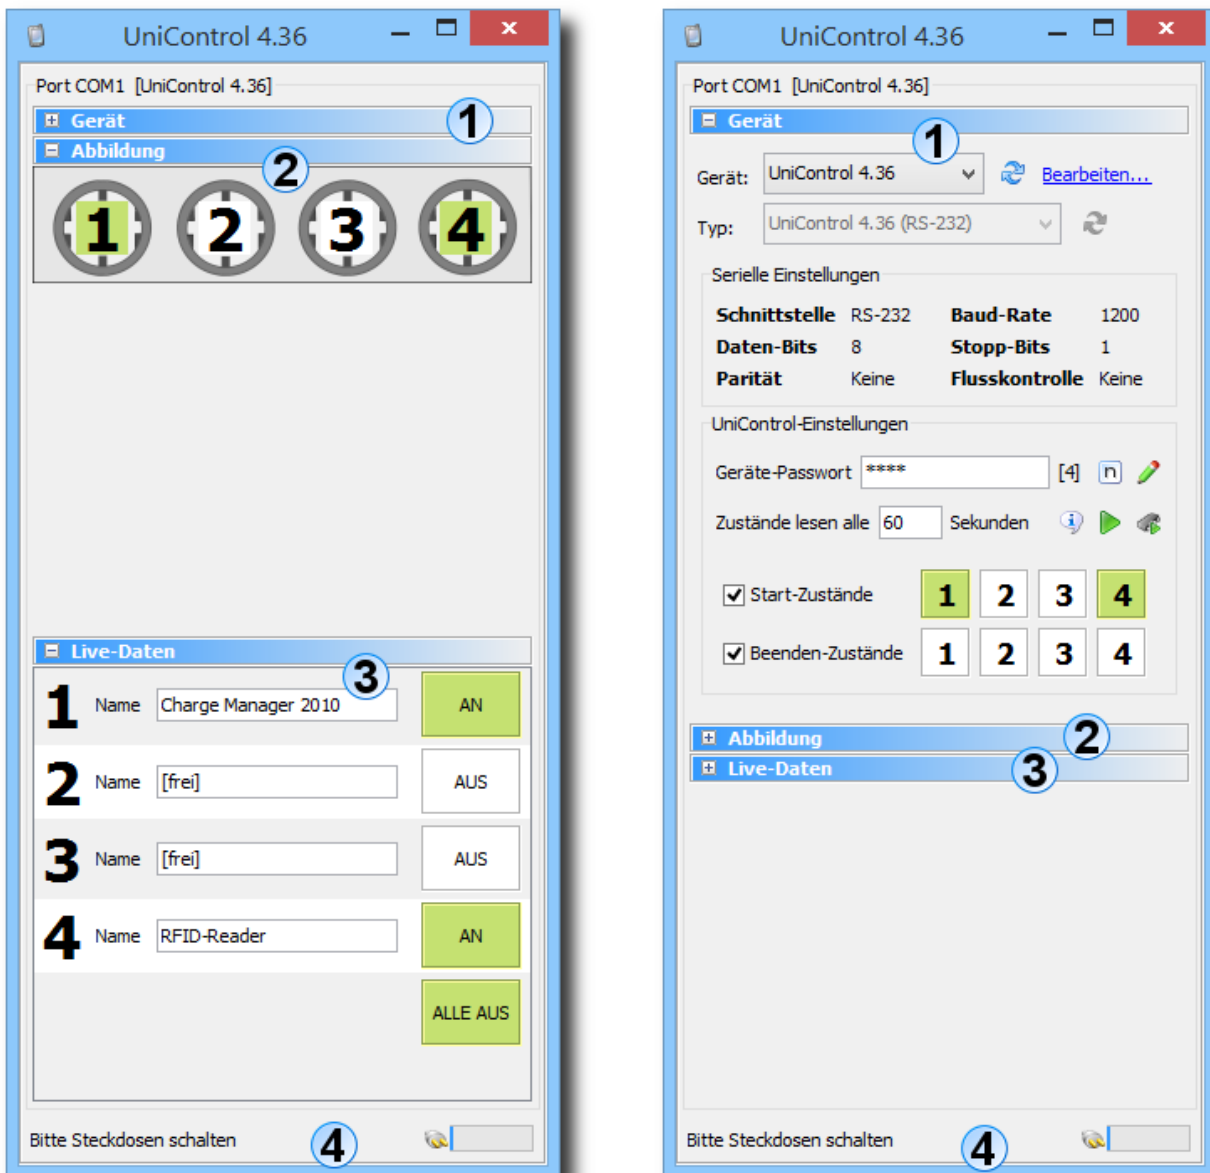 UniControl 4.36
Port COM1 [UniControl 4.36]
Gerät
1
Abbildung
2
1 2 3 4
Live-Daten
3
1 Name Charge Manager 2010 AN
2 Name [frei] AUS
3 Name [frei] AUS
4 Name RFID-Reader AN
ALLE AUS
Bitte Steckdosen schalten
4
UniControl 4.36
Port COM1 [UniControl 4.36]
Gerät
1
Gerät: UniControl 4.36 Bearbeiten...
Typ: UniControl 4.36 (RS-232)
Serielle Einstellungen
Schnittstelle RS-232 Baud-Rate 1200
Daten-Bits 8 Stopp-Bits 1
Parität Keine Flusskontrolle Keine
UniControl-Einstellungen
Geräte-Passwort **** [4] n
Zustände lesen alle 60 Sekunden i
Start-Zustände 1 2 3 4
Beenden-Zustände 1 2 3 4
Abbildung
2
Live-Daten
3
Bitte Steckdosen schalten
4